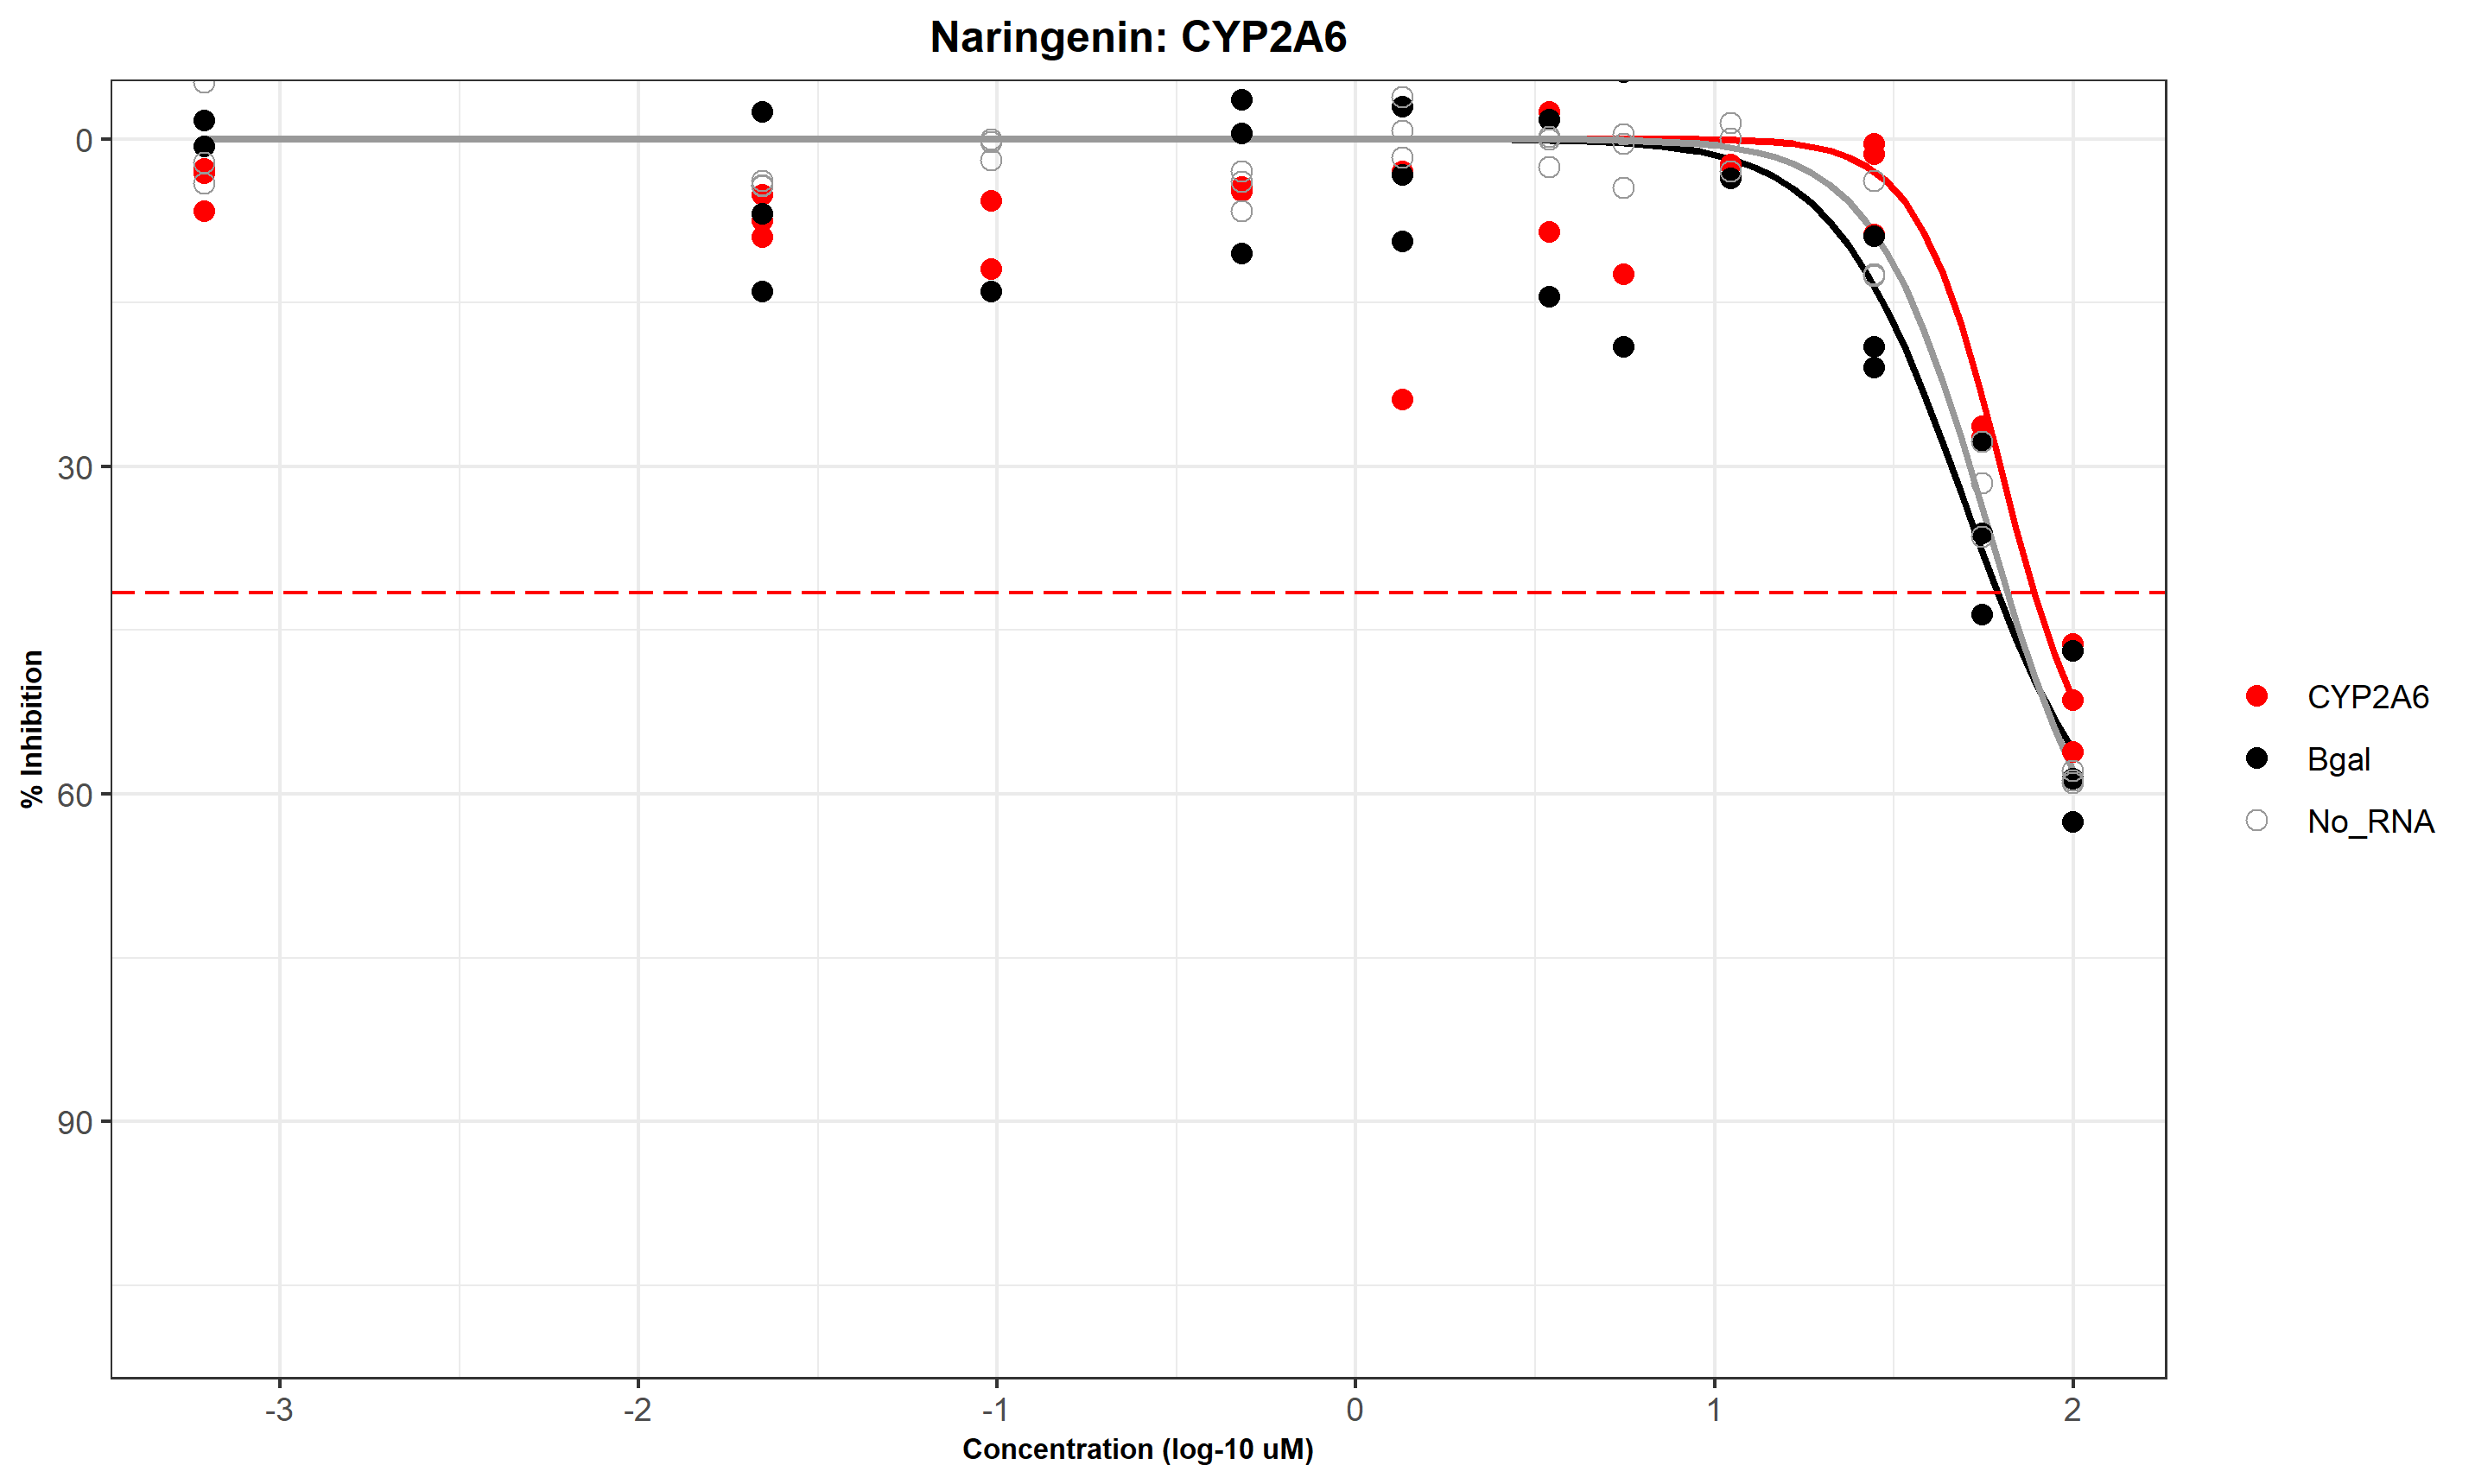 Naringenin: CYP2A6
0
30
60
90
% Inhibition
-3
-2
-1
0
1
2
Concentration (log-10 uM)
CYP2A6
Bgal
No_RNA